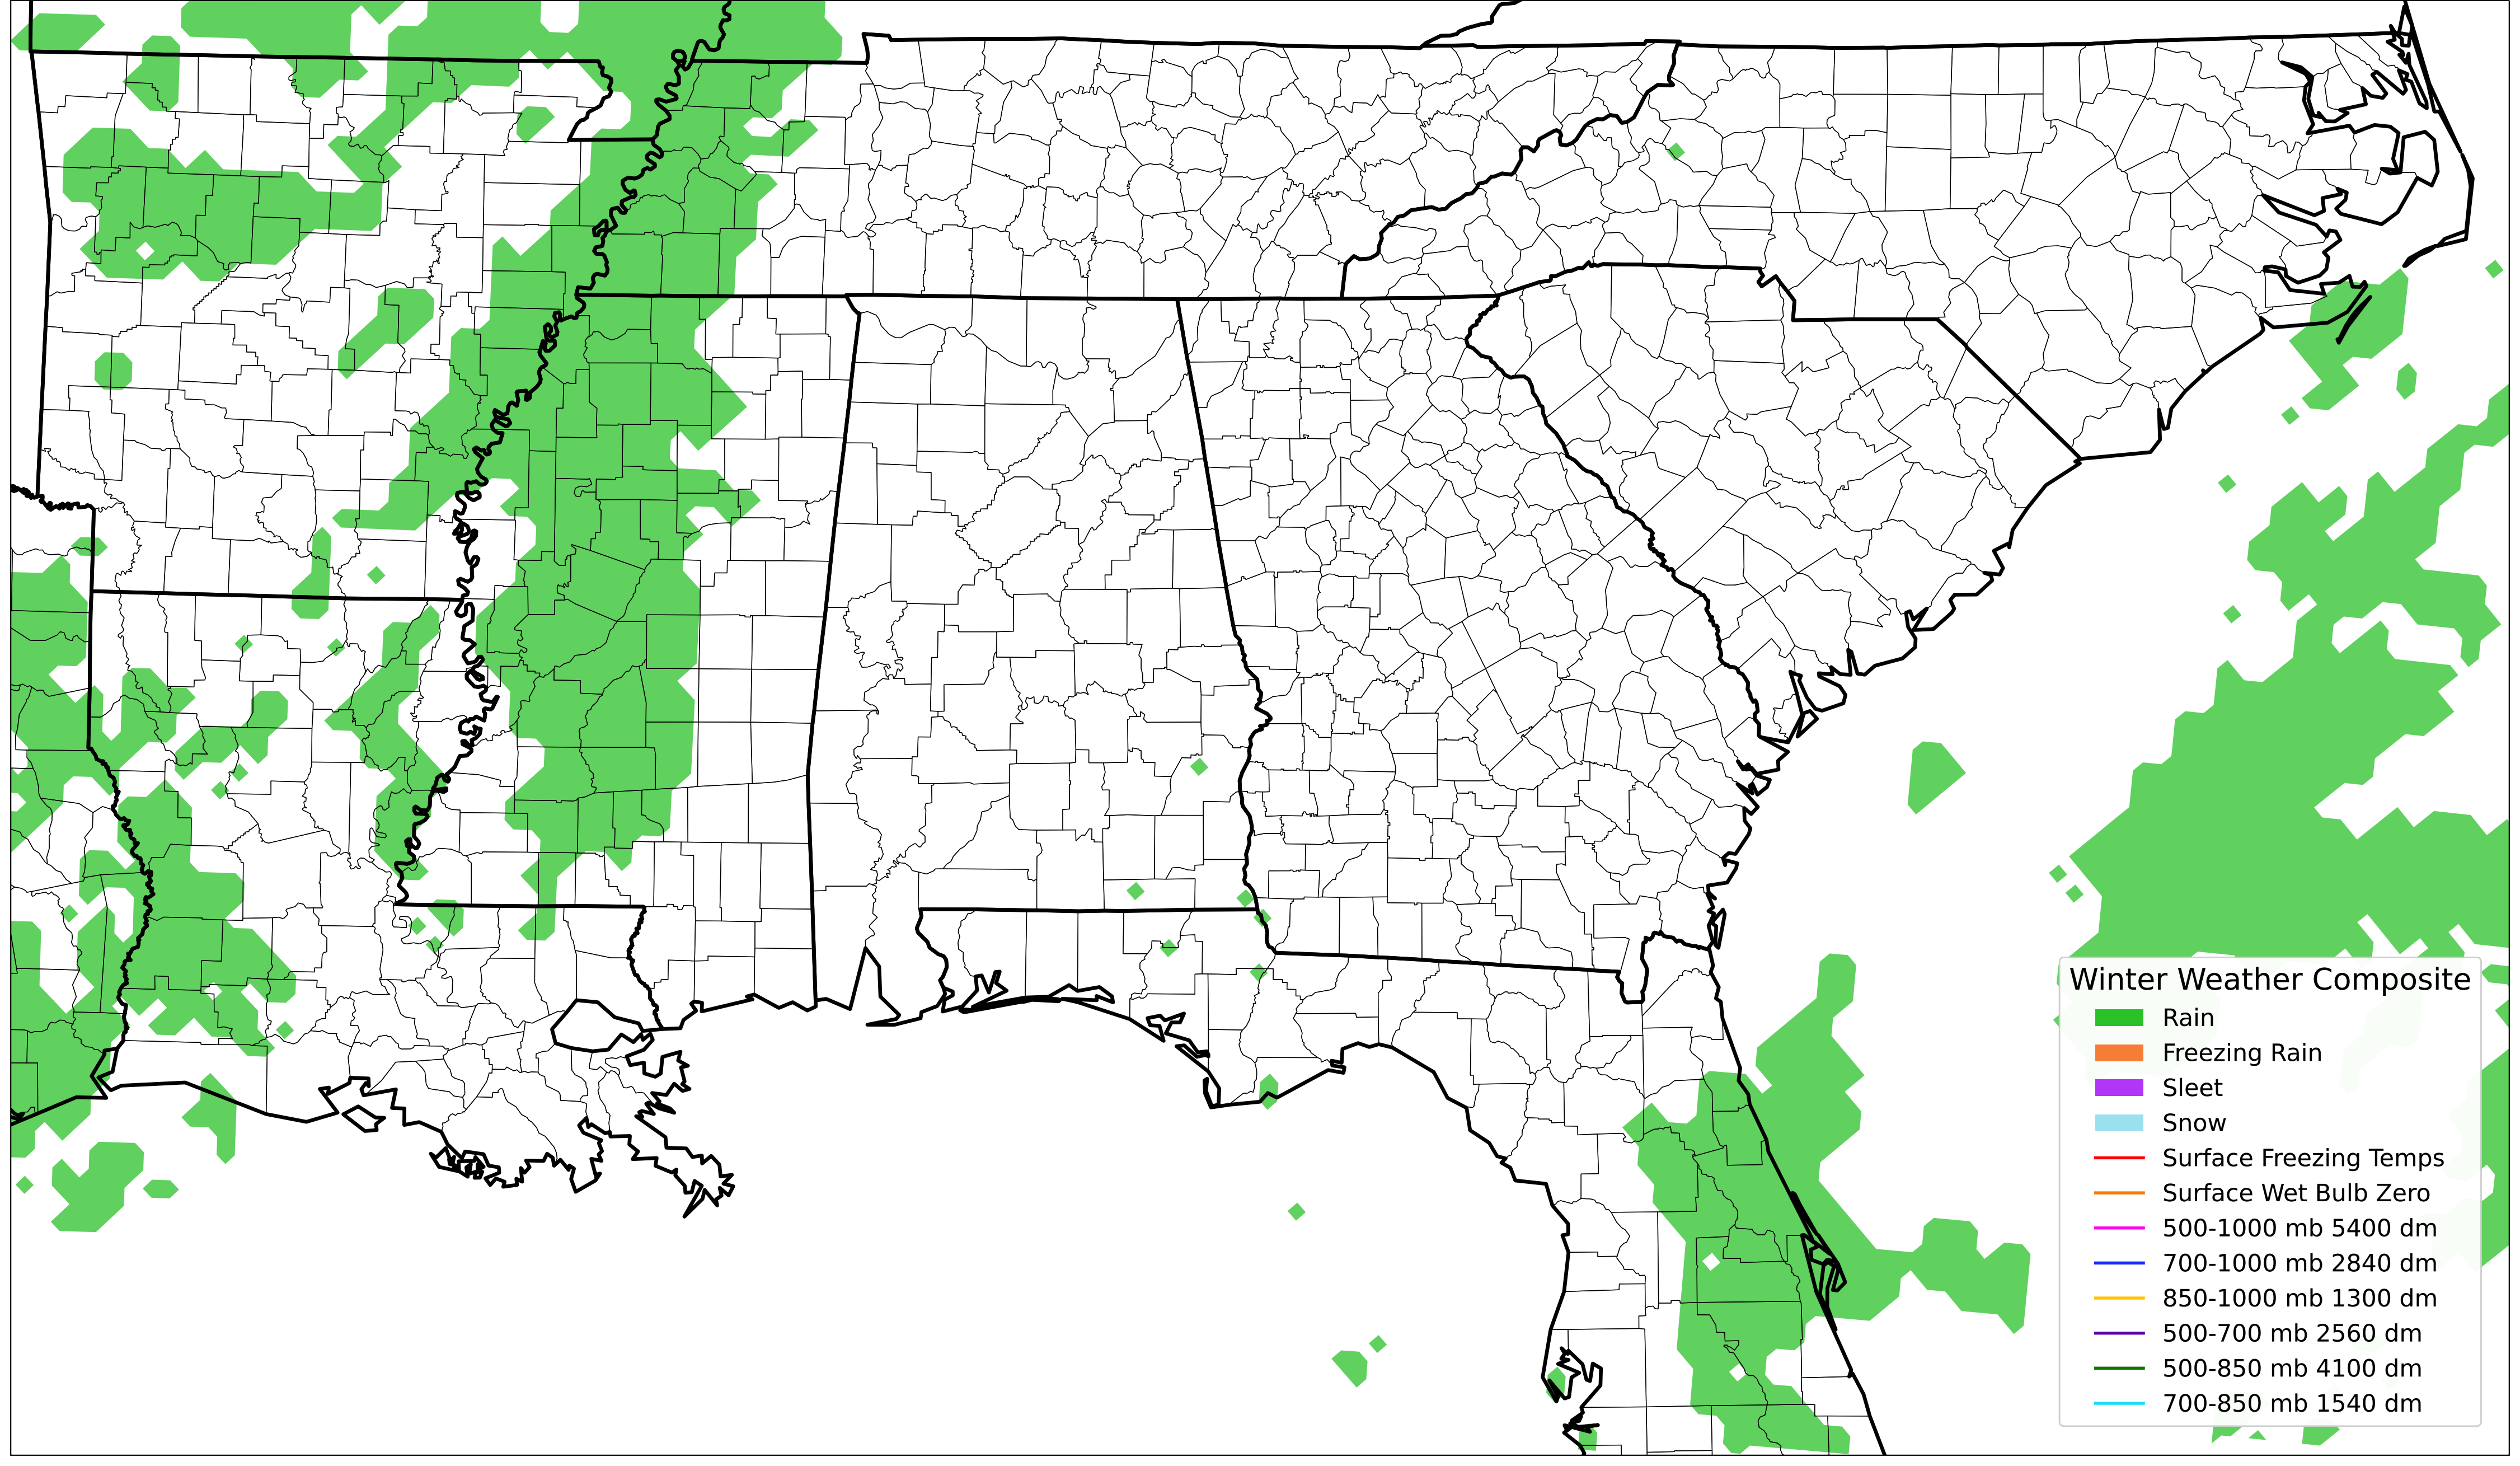 Winter Weather Composite
Rain
Freezing Rain
Sleet
Snow
Surface Freezing Temps
Surface Wet Bulb Zero
500-1000 mb 5400 dm
700-1000 mb 2840 dm
850-1000 mb 1300 dm
500-700 mb 2560 dm
500-850 mb 4100 dm
700-850 mb 1540 dm